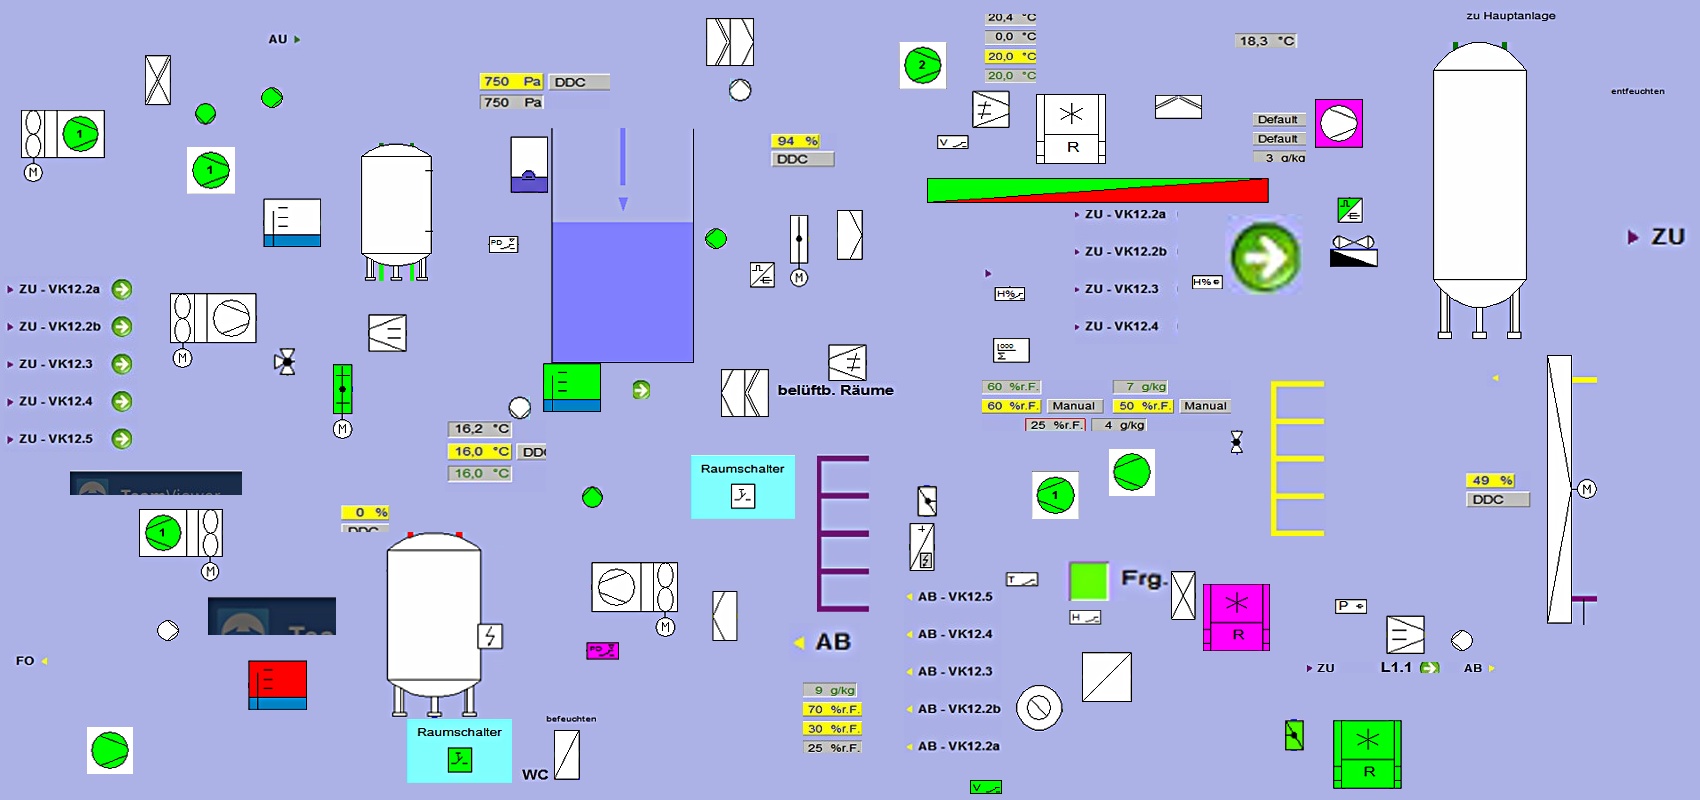 AU
zu Hauptanlage
20,4 °C
0,0 °C
20,0 °C
20,0 °C
18,3 °C
2
750 Pa DDC
750 Pa
entfeuchten
1
M
1
94 %
DDC
V
R
Default
Default
3 g/kg
PD
M
ZU - VK12.2a
ZU - VK12.2b
ZU - VK12.3
ZU - VK12.4
ZU
H%
H%
ZU - VK12.2a
ZU - VK12.2b
ZU - VK12.3
ZU - VK12.4
ZU - VK12.5
M
M
1000
Σ
belüftb. Räume
60 %r.F.
60 %r.F. Manual
25 %r.F.
7 g/kg
50 %r.F. Manual
4 g/kg
16,2 °C
16,0 °C
16,0 °C
Raumschalter
1
49 %
DDC
M
TeamViewer
0 %
DDC
1
M
M
PD
T
H
Frg.
R
P
AB - VK12.5
AB - VK12.4
AB - VK12.3
AB - VK12.2b
AB - VK12.2a
AB
FO
ZU
L1.1
AB
9 g/kg
70 %r.F.
30 %r.F.
25 %r.F.
Raumschalter
befeuchten
WC
V
R